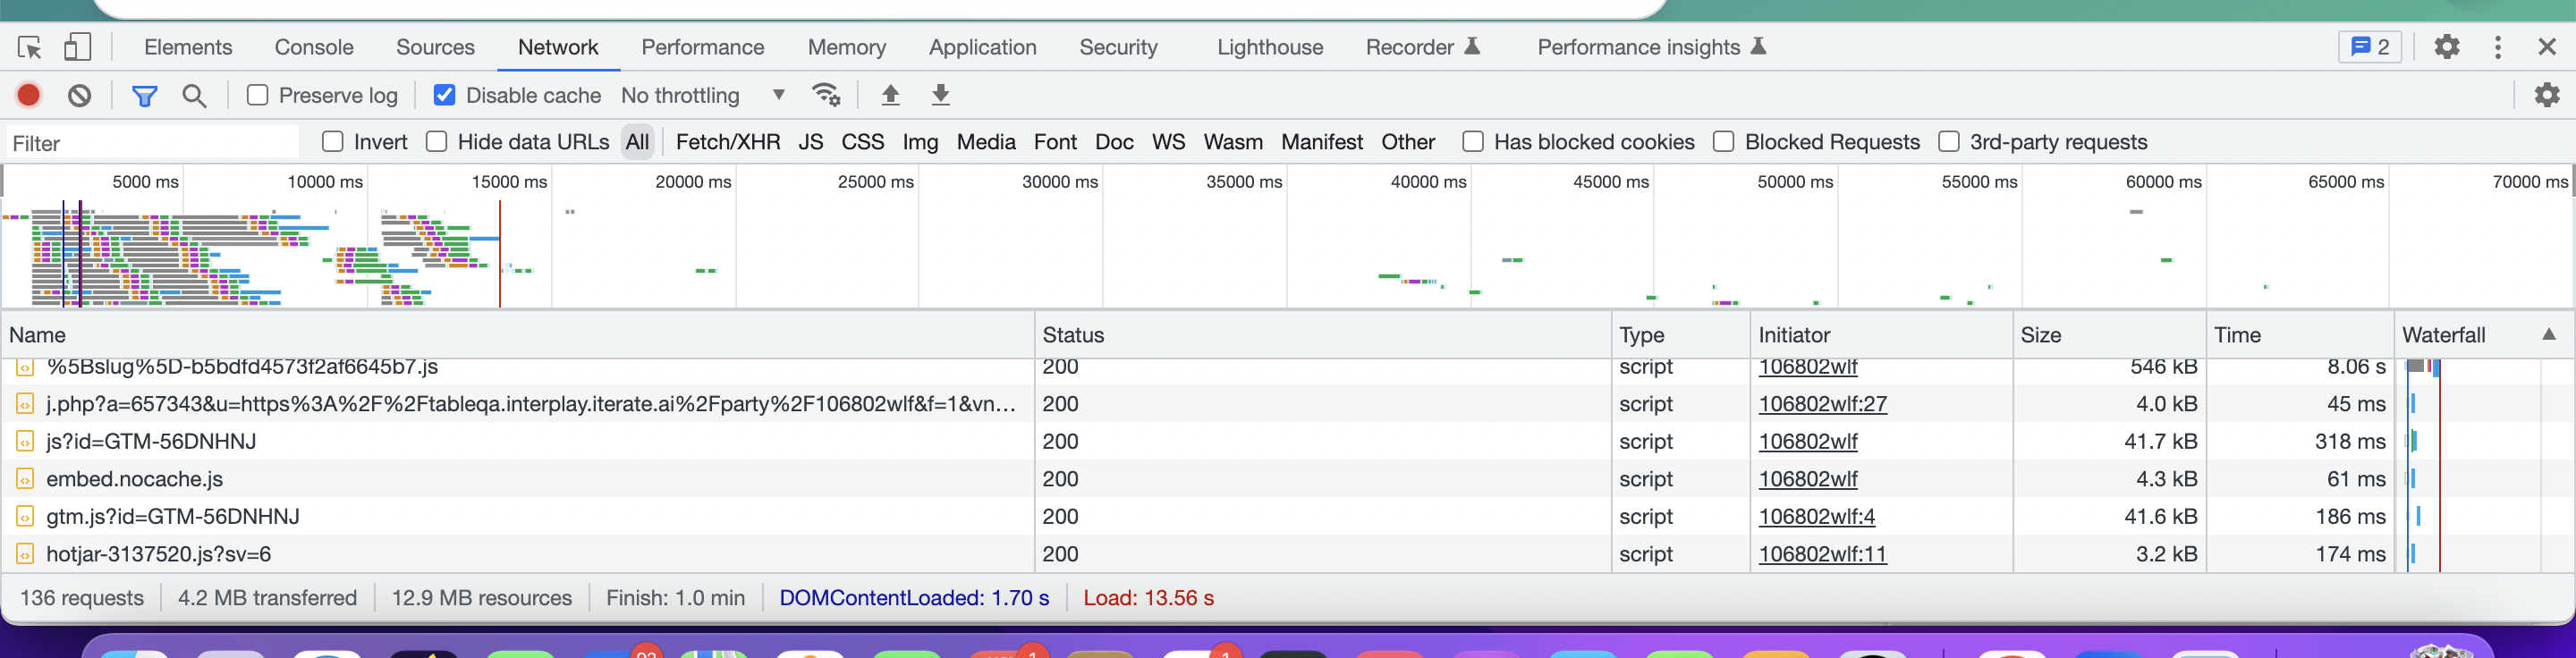 Elements Console Sources Network Performance Memory Application Security Lighthouse Recorder Performance insights 2
Preserve log Disable cache No throttling
Filter Invert Hide data URLs All Fetch/XHR JS CSS Img Media Font Doc WS Wasm Manifest Other Has blocked cookies Blocked Requests 3rd-party requests
5000 ms 10000 ms 15000 ms 20000 ms 25000 ms 30000 ms 35000 ms 40000 ms 45000 ms 50000 ms 55000 ms 60000 ms 65000 ms 70000 ms
Name Status Type Initiator Size Time Waterfall
%5Bslug%5D-b5bdfd4573f2af6645b7.js 200 script 106802wlf 546 kB 8.06 s
j.php?a=657343&u=https%3A%2F%2Ftableqa.interplay.iterate.ai%2Fparty%2F106802wlf&f=1&vn... 200 script 106802wlf:27 4.0 kB 45 ms
js?id=GTM-56DNHNJ 200 script 106802wlf 41.7 kB 318 ms
embed.nocache.js 200 script 106802wlf 4.3 kB 61 ms
gtm.js?id=GTM-56DNHNJ 200 script 106802wlf:4 41.6 kB 186 ms
hotjar-3137520.js?sv=6 200 script 106802wlf:11 3.2 kB 174 ms
136 requests 4.2 MB transferred 12.9 MB resources Finish: 1.0 min DOMContentLoaded: 1.70 s Load: 13.56 s